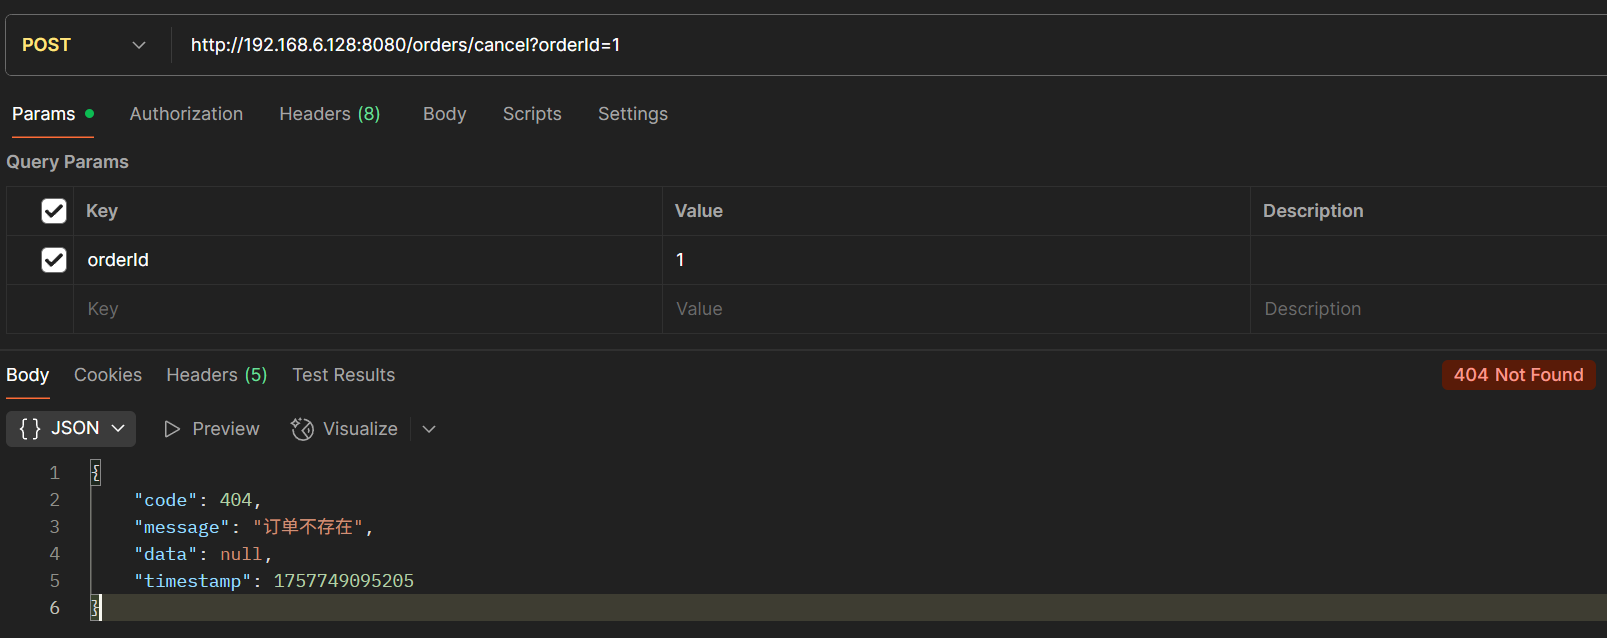 POST http://192.168.6.128:8080/orders/cancel?orderId=1
Params Authorization Headers (8) Body Scripts Settings
Query Params
Key Value Description
orderId 1
Key Value Description
Body Cookies Headers (5) Test Results 404 Not Found
{} JSON Preview Visualize
1 {
2 "code": 404,
3 "message": "订单不存在",
4 "data": null,
5 "timestamp": 1757749095205
6 }